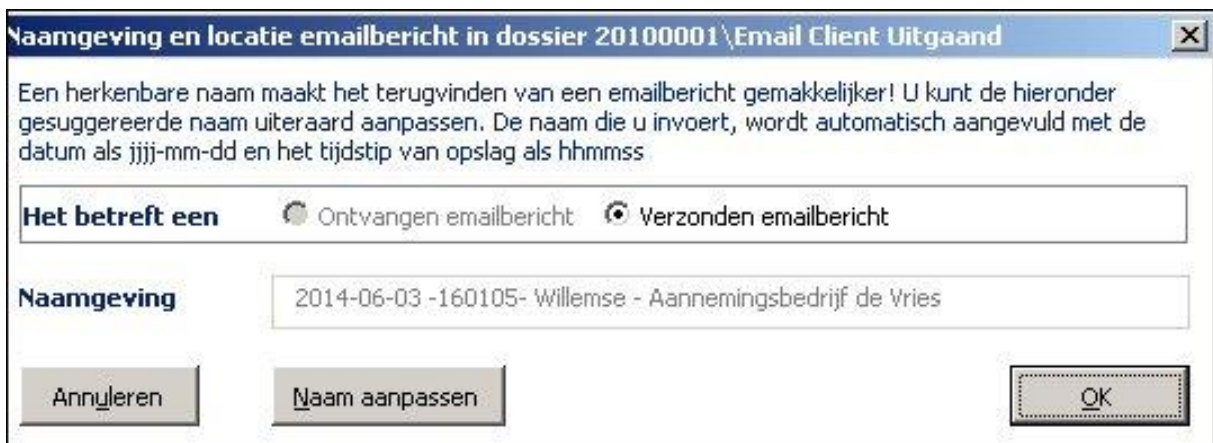 Naamgeving en locatie emailbericht in dossier 20100001\Email Client Uitgaand
Een herkenbare naam maakt het terugvinden van een emailbericht gemakkelijker! U kunt de hieronder
gesuggereerde naam uiteraard aanpassen. De naam die u invoert, wordt automatisch aangevuld met de
datum als jjjj-mm-dd en het tijdstip van opslag als hhmmss
Het betreft een Ontvangen emailbericht Verzonden emailbericht
Naamgeving 2014-06-03 -160105- Willemse - Aannemingsbedrijf de Vries
Annuleren Naam aanpassen OK